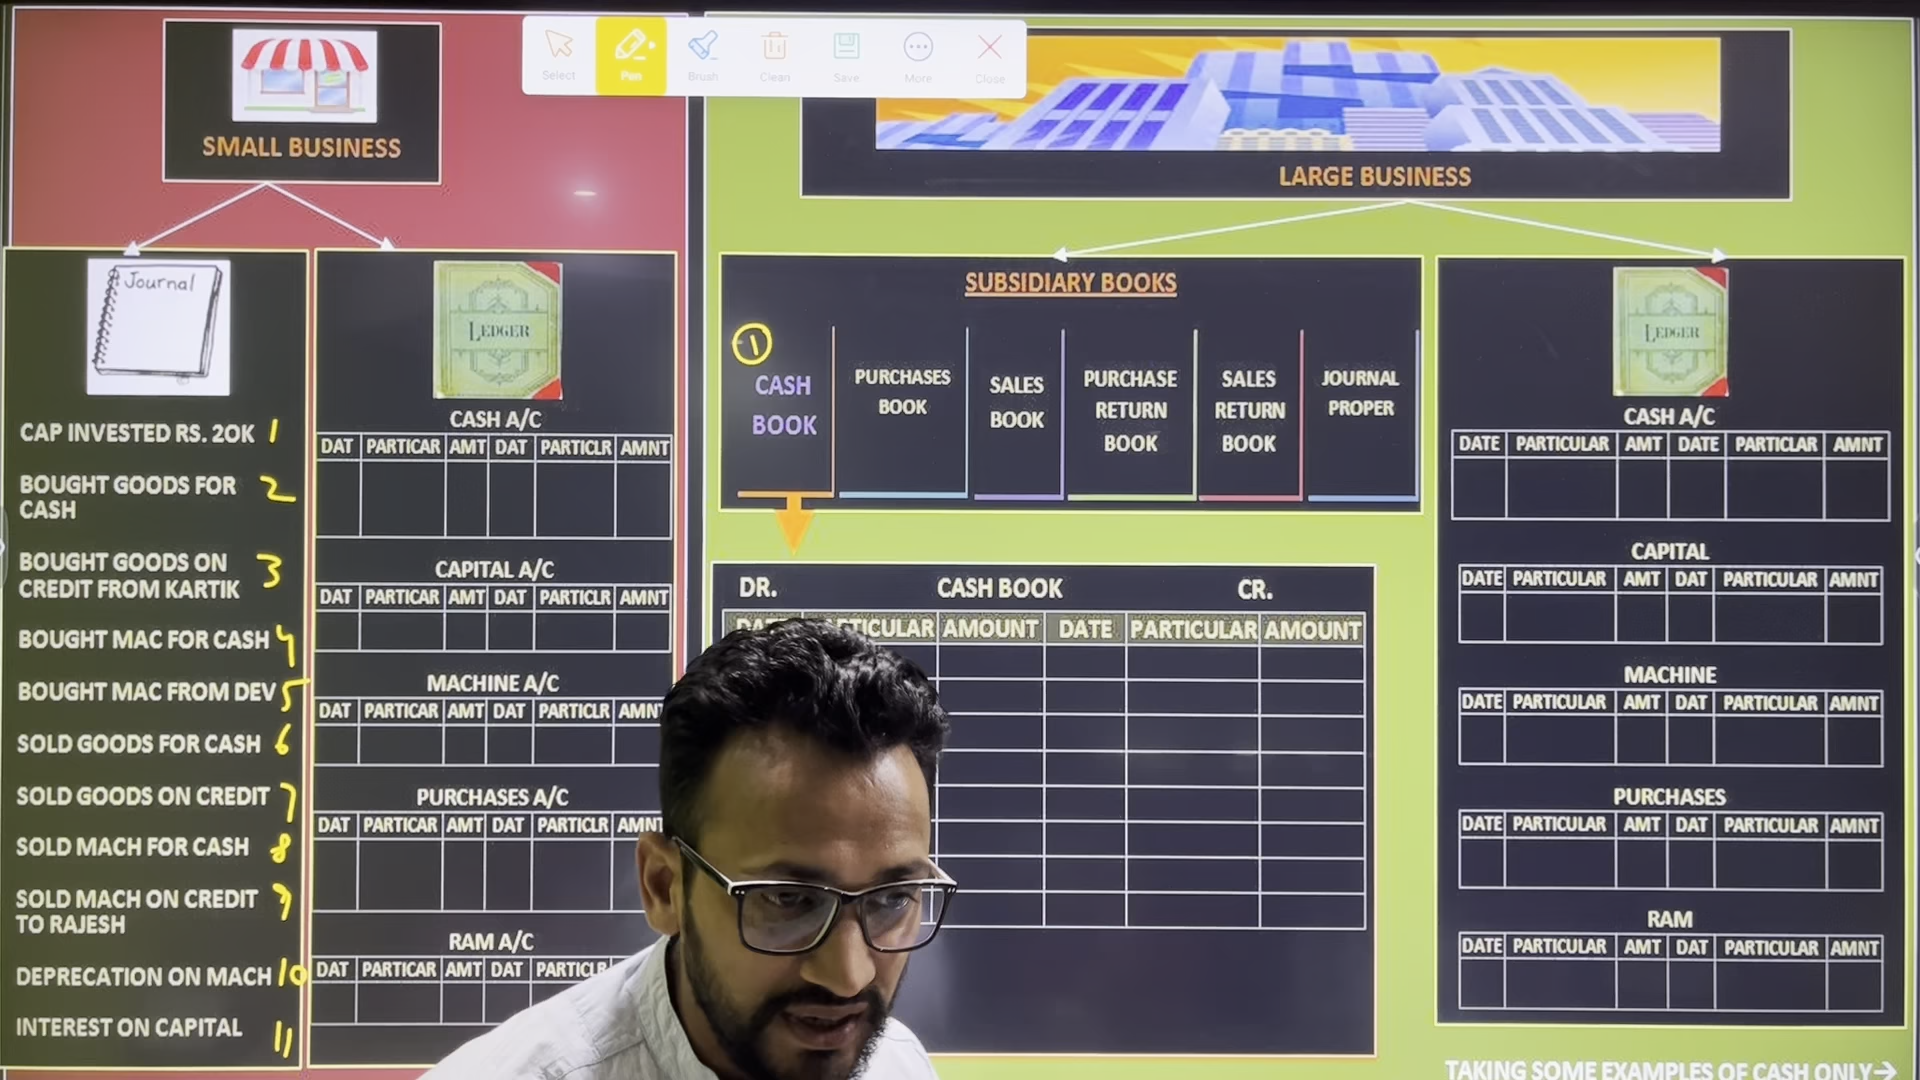 Select
Pen
Brush
Clean
Save
More
Close
SMALL BUSINESS
LARGE BUSINESS
Journal
LEDGER
CAP INVESTED RS. 20K 1
BOUGHT GOODS FOR 2
CASH
BOUGHT GOODS ON 3
CREDIT FROM KARTIK
BOUGHT MAC FOR CASH 4
BOUGHT MAC FROM DEV 5
SOLD GOODS FOR CASH 6
SOLD GOODS ON CREDIT 7
SOLD MACH FOR CASH 8
SOLD MACH ON CREDIT 9
TO RAJESH
DEPRECATION ON MACH 10
INTEREST ON CAPITAL 11
CASH A/C
DAT PARTICAR AMT DAT PARTICLR AMNT
CAPITAL A/C
DAT PARTICAR AMT DAT PARTICLR AMNT
MACHINE A/C
DAT PARTICAR AMT DAT PARTICLR
PURCHASES A/C
DAT PARTICAR AMT DAT PARTICLR
RAM A/C
DAT PARTICAR AMT DAT
SUBSIDIARY BOOKS
1
CASH
BOOK
PURCHASES
BOOK
SALES
BOOK
PURCHASE
RETURN
BOOK
SALES
RETURN
BOOK
JOURNAL
PROPER
DR. CASH BOOK CR.
AMOUNT DATE PARTICULAR AMOUNT
LEDGER
CASH A/C
DATE PARTICULAR AMT DATE PARTICLAR AMNT
CAPITAL
DATE PARTICULAR AMT DAT PARTICULAR AMNT
MACHINE
DATE PARTICULAR AMT DAT PARTICULAR AMNT
PURCHASES
DATE PARTICULAR AMT DAT PARTICULAR AMNT
RAM
DATE PARTICULAR AMT DAT PARTICULAR AMNT
TAKING SOME EXAMPLES OF CASH ONLY→